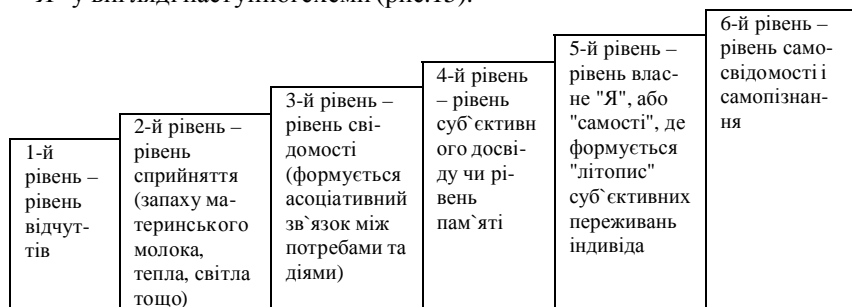 1-й
рівень –
рівень
відчут-
тів
2-й рівень –
рівень
сприйняття
(запаху ма-
теринського
молока,
тепла, світла
тощо)
3-й рівень –
рівень сві-
домості
(формується
асоціативний
зв`язок між
потребами та
діями)
4-й рівень
– рівень
суб`єктивн
ого досві-
ду чи рі-
вень
пам`яті
5-й рівень –
рівень влас-
не "Я", або
"самості", де
формується
"літопис"
суб`єктивних
переживань
індивіда
6-й рівень –
рівень само-
свідомості і
самопізнан-
ня